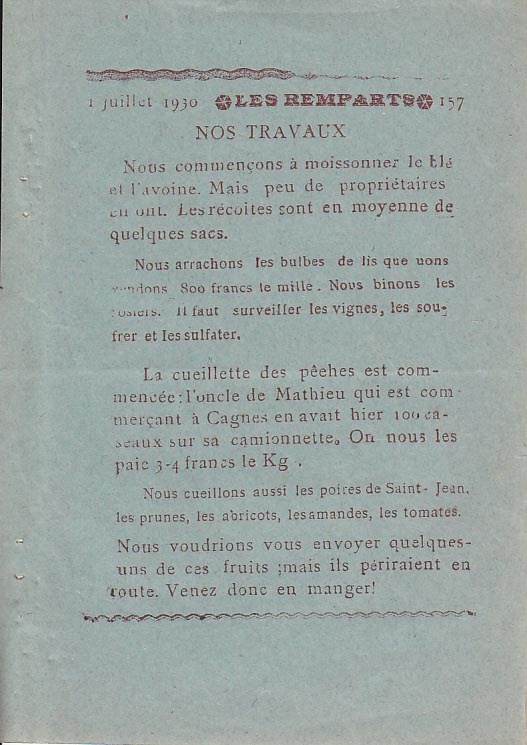 1 juillet 1930 LES REMPARTS 157
NOS TRAVAUX
Nous commençons à moissonner le blé
et l'avoine. Mais peu de propriétaires
en ont. Les récoites sont en moyenne de
quelques sacs.
Nous arrachons les bulbes de lis que uons
vendons 800 francs le mille. Nous binons les
rosiers. Il faut surveiller les vignes, les sou-
frer et les sulfater.
La cueillette des pêehes est com-
mencée: l'oncle de Mathieu qui est com-
merçant à Cagnes en avait hier 100 ca-
seaux sur sa camionnette. On nous les
paie 3-4 francs le Kg.
Nous cueillons aussi les poires de Saint-Jean,
les prunes, les abricots, les amandes, les tomates.
Nous voudrions vous envoyer quelques-
uns de ces fruits ; mais ils périraient en
route. Venez donc en manger!